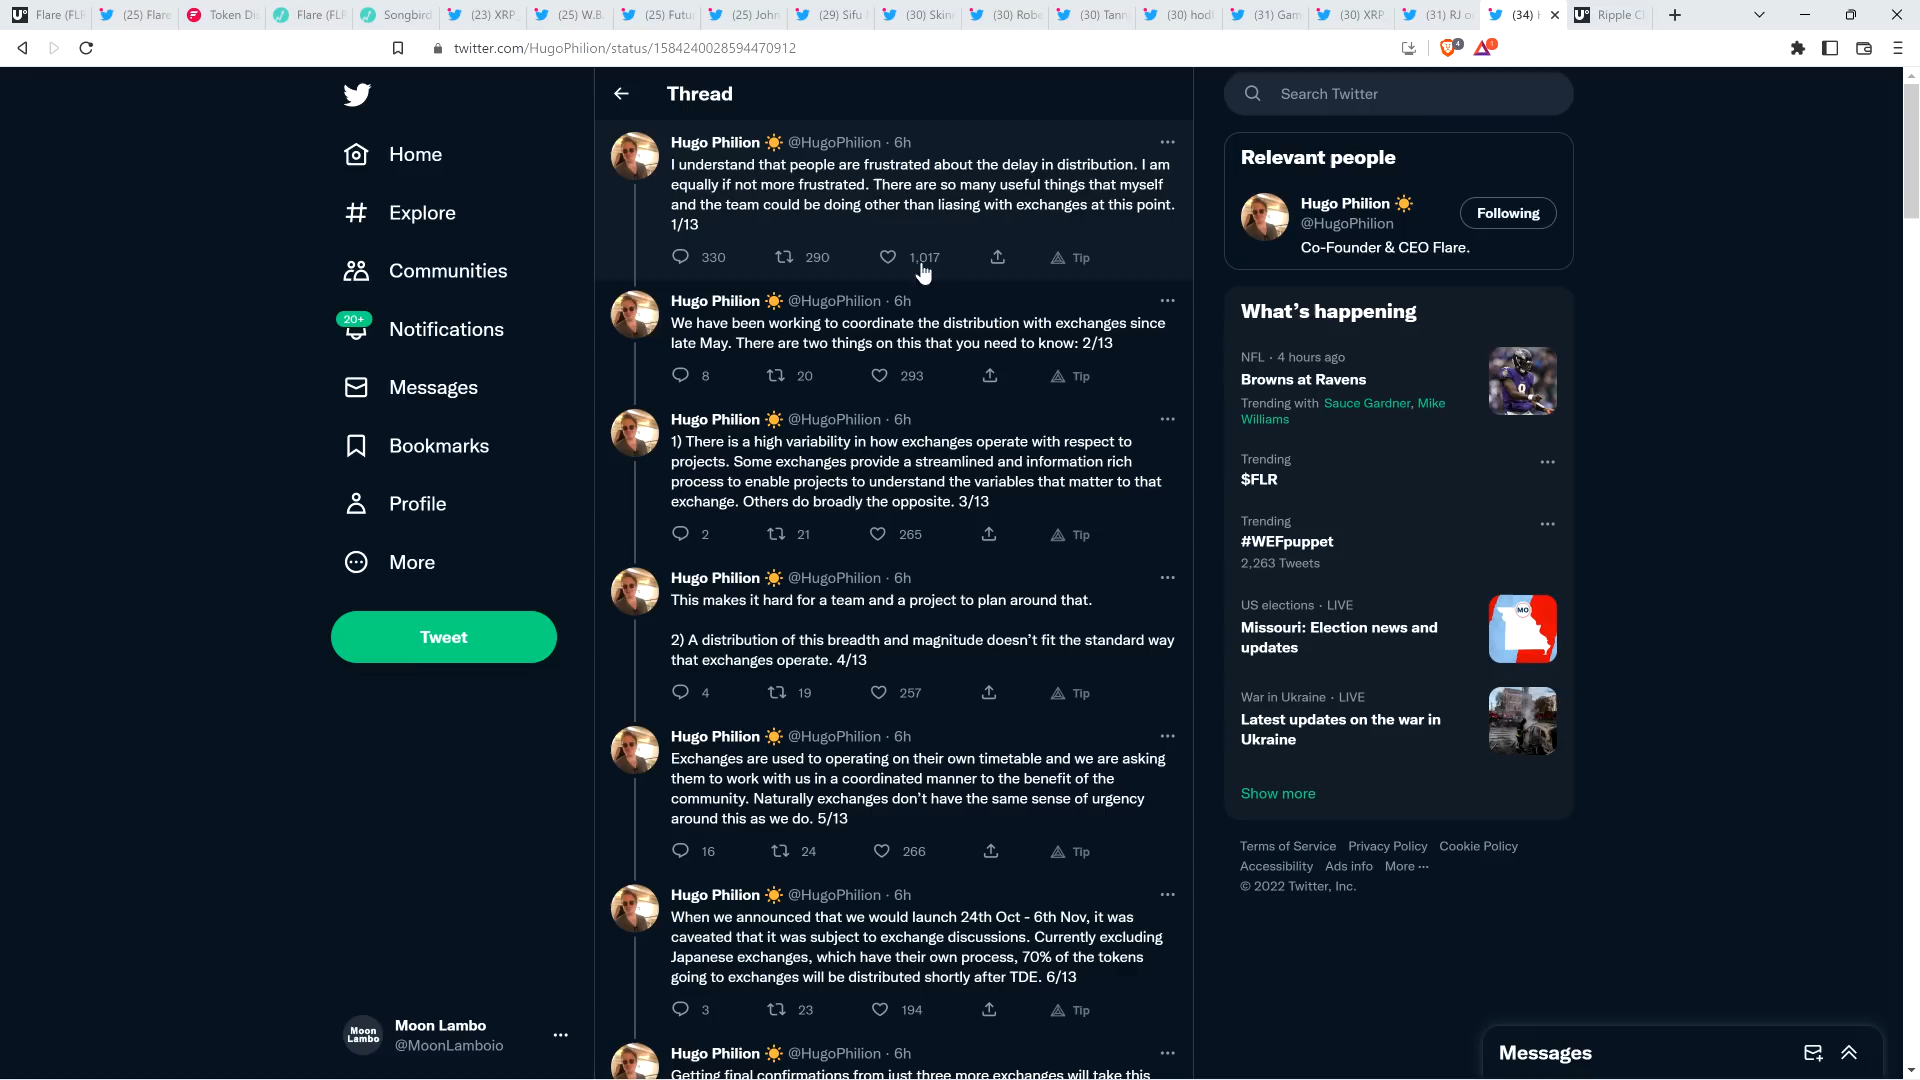 Flare (FLR
(25) Flare
Token Di
Flare (FLR
Songbird
(23) XRP
(25) W.B.
(25) Futu
(25) John
(29) Sifu
(30) Skin
(30) Robe
(30) Tann
(30) hodl
(31) Gam
(30) XRP
(31) RJ o
(34) H
Ripple C
twitter.com/HugoPhilion/status/1584240028594470912
4
1
Home
Explore
Communities
20+
Notifications
Messages
Bookmarks
Profile
More
Tweet
Moon Lambo
Moon Lambo
@MoonLamboio
Thread
Hugo Philion ☀️ @HugoPhilion · 6h
I understand that people are frustrated about the delay in distribution. I am
equally if not more frustrated. There are so many useful things that myself
and the team could be doing other than liasing with exchanges at this point.
1/13
330 290 1,017 Tip
Hugo Philion ☀️ @HugoPhilion · 6h
We have been working to coordinate the distribution with exchanges since
late May. There are two things on this that you need to know: 2/13
8 20 293 Tip
Hugo Philion ☀️ @HugoPhilion · 6h
1) There is a high variability in how exchanges operate with respect to
projects. Some exchanges provide a streamlined and information rich
process to enable projects to understand the variables that matter to that
exchange. Others do broadly the opposite. 3/13
2 21 265 Tip
Hugo Philion ☀️ @HugoPhilion · 6h
This makes it hard for a team and a project to plan around that.
2) A distribution of this breadth and magnitude doesn't fit the standard way
that exchanges operate. 4/13
4 19 257 Tip
Hugo Philion ☀️ @HugoPhilion · 6h
Exchanges are used to operating on their own timetable and we are asking
them to work with us in a coordinated manner to the benefit of the
community. Naturally exchanges don't have the same sense of urgency
around this as we do. 5/13
16 24 266 Tip
Hugo Philion ☀️ @HugoPhilion · 6h
When we announced that we would launch 24th Oct - 6th Nov, it was
caveated that it was subject to exchange discussions. Currently excluding
Japanese exchanges, which have their own process, 70% of the tokens
going to exchanges will be distributed shortly after TDE. 6/13
3 23 194 Tip
Hugo Philion ☀️ @HugoPhilion · 6h
Getting final confirmations from just three more exchanges will take this
Search Twitter
Relevant people
Hugo Philion ☀️
@HugoPhilion
Following
Co-Founder & CEO Flare.
What's happening
NFL · 4 hours ago
Browns at Ravens
Trending with Sauce Gardner, Mike
Williams
Trending
$FLR
Trending
#WEFpuppet
2,263 Tweets
US elections · LIVE
Missouri: Election news and
updates
MO
War in Ukraine · LIVE
Latest updates on the war in
Ukraine
Show more
Terms of Service Privacy Policy Cookie Policy
Accessibility Ads info More ···
© 2022 Twitter, Inc.
Messages